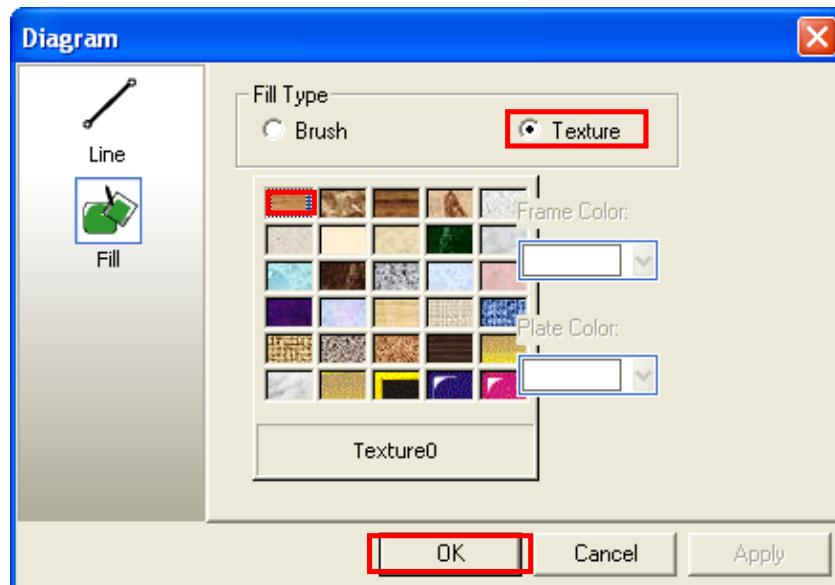 Diagram
Line
Fill
Fill Type
Brush
Texture
Frame Color:
Plate Color:
Texture0
OK
Cancel
Apply